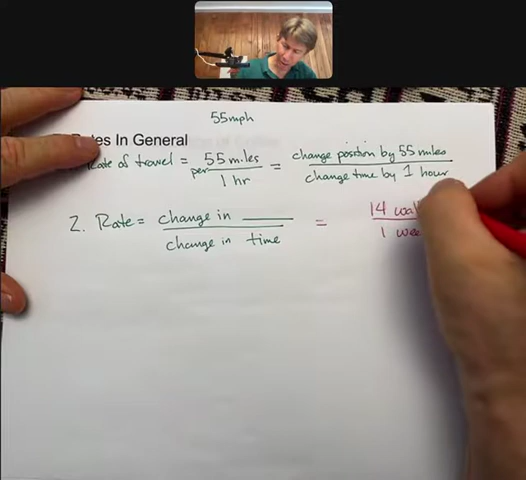 55mph
Rates In General
Rate of travel = 55 miles / per 1 hr = change position by 55 miles / change time by 1 hour
2. Rate = change in ____ / change in time = 14 / 1